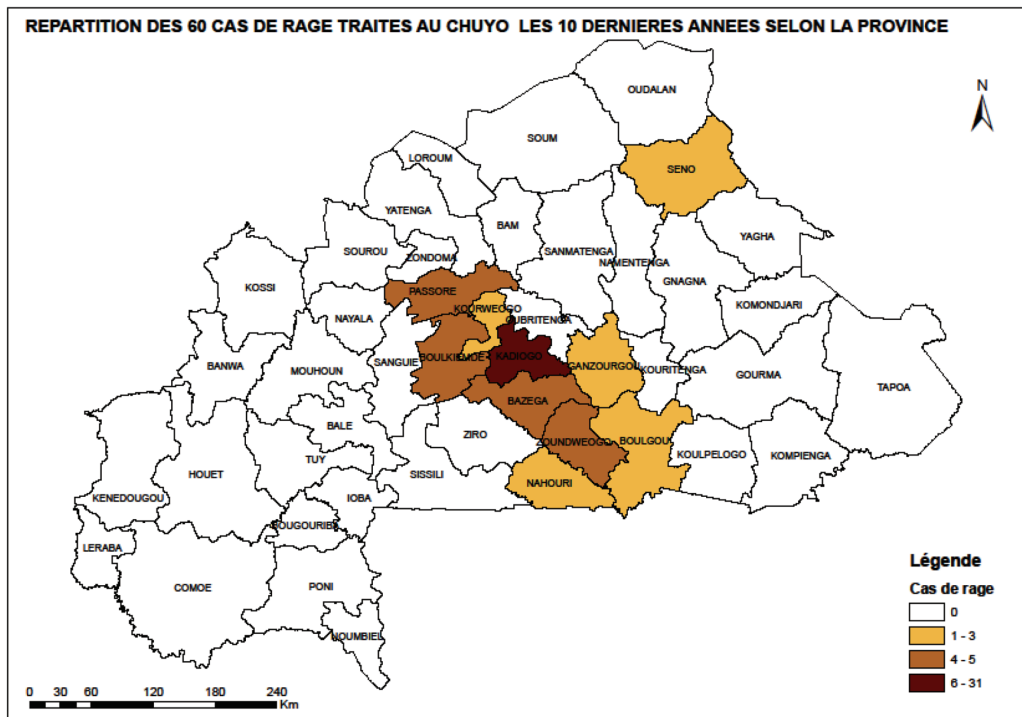 REPARTITION DES 60 CAS DE RAGE TRAITES AU CHUYO LES 10 DERNIERES ANNEES SELON LA PROVINCE
N
OUDALAN
SOUM
LOROUM
SENO
YATENGA
BAM
SANMATENGA
YAGHA
SOUROU
ZONDOMA
NAMENTENGA
GNAGNA
KOSSI
PASSORE
KOMONDJARI
KOURWEOGO
NAYALA
OUBRITENGA
SANGUIE
BOULKIEMDE
KADIOGO
GANZOURGOU
KOURITENGA
BANWA
MOUHOUN
GOURMA
TAPOA
BAZEGA
BALE
ZIRO
ZOUNDWEOGO
BOULGOU
KOULPELOGO
KOMPIENGA
TUY
HOUET
SISSILI
NAHOURI
KENEDOUGOU
IOBA
BOUGOURIBA
LERABA
COMOE
PONI
NOUMBIEL
Légende
Cas de rage
0
1 - 3
4 - 5
6 - 31
0 30 60 120 180 240
Km